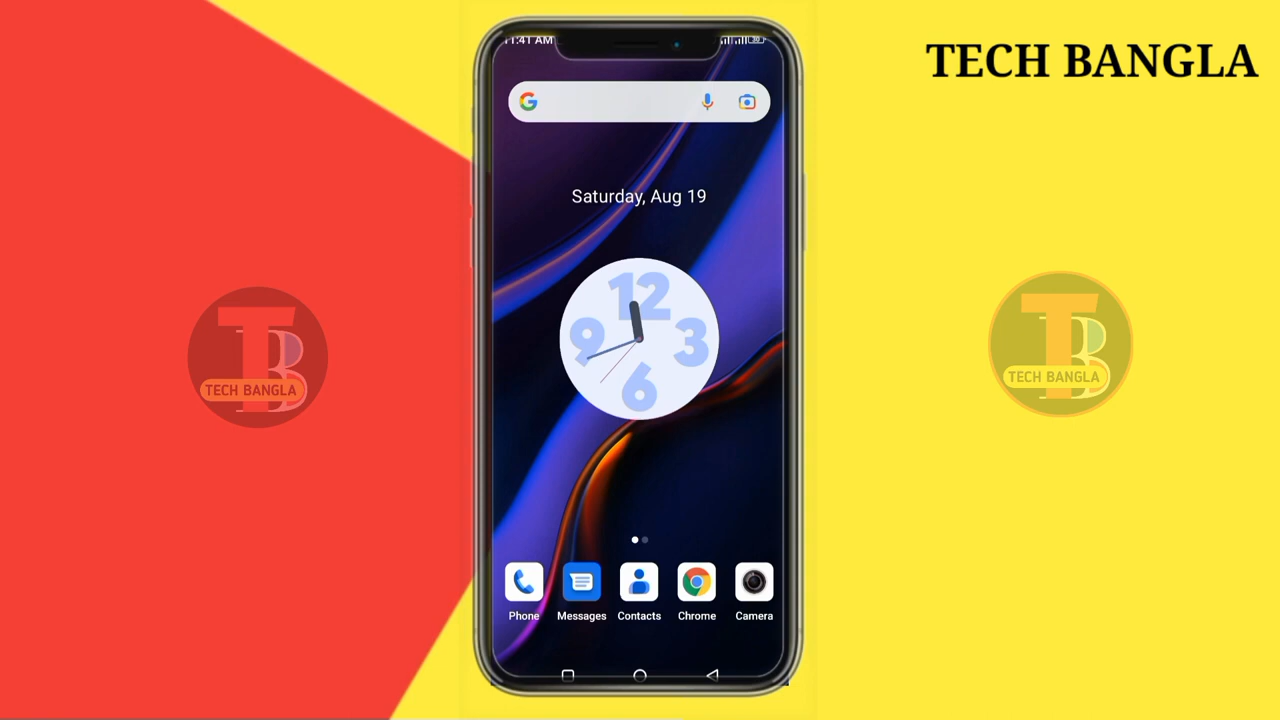 TECH BANGLA
11:41 AM
Saturday, Aug 19
12
9
3
6
TECH BANGLA
TECH BANGLA
Phone
Messages
Contacts
Chrome
Camera